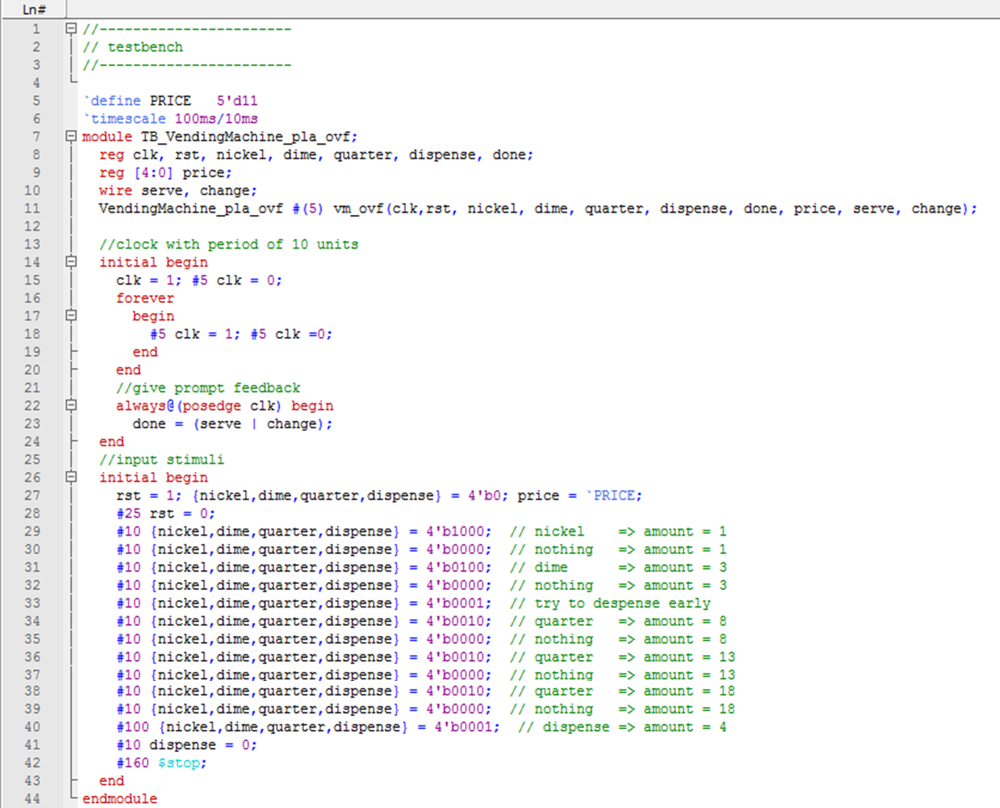 Ln#
1 //-----------------------
2 // testbench
3 //-----------------------
4
5 `define PRICE   5'd11
6 `timescale 100ms/10ms
7 module TB_VendingMachine_pla_ovf;
8   reg clk, rst, nickel, dime, quarter, dispense, done;
9   reg [4:0] price;
10   wire serve, change;
11   VendingMachine_pla_ovf #(5) vm_ovf(clk,rst, nickel, dime, quarter, dispense, done, price, serve, change);
12
13   //clock with period of 10 units
14   initial begin
15     clk = 1; #5 clk = 0;
16     forever
17       begin
18         #5 clk = 1; #5 clk =0;
19       end
20     end
21     //give prompt feedback
22     always@(posedge clk) begin
23       done = (serve | change);
24   end
25   //input stimuli
26   initial begin
27     rst = 1; {nickel,dime,quarter,dispense} = 4'b0; price = `PRICE;
28     #25 rst = 0;
29     #10 {nickel,dime,quarter,dispense} = 4'b1000;  // nickel   => amount = 1
30     #10 {nickel,dime,quarter,dispense} = 4'b0000;  // nothing   => amount = 1
31     #10 {nickel,dime,quarter,dispense} = 4'b0100;  // dime      => amount = 3
32     #10 {nickel,dime,quarter,dispense} = 4'b0000;  // nothing   => amount = 3
33     #10 {nickel,dime,quarter,dispense} = 4'b0001;  // try to despense early
34     #10 {nickel,dime,quarter,dispense} = 4'b0010;  // quarter   => amount = 8
35     #10 {nickel,dime,quarter,dispense} = 4'b0000;  // nothing   => amount = 8
36     #10 {nickel,dime,quarter,dispense} = 4'b0010;  // quarter   => amount = 13
37     #10 {nickel,dime,quarter,dispense} = 4'b0000;  // nothing   => amount = 13
38     #10 {nickel,dime,quarter,dispense} = 4'b0010;  // quarter   => amount = 18
39     #10 {nickel,dime,quarter,dispense} = 4'b0000;  // nothing   => amount = 18
40     #100 {nickel,dime,quarter,dispense} = 4'b0001;  // dispense => amount = 4
41     #10 dispense = 0;
42     #160 $stop;
43   end
44 endmodule